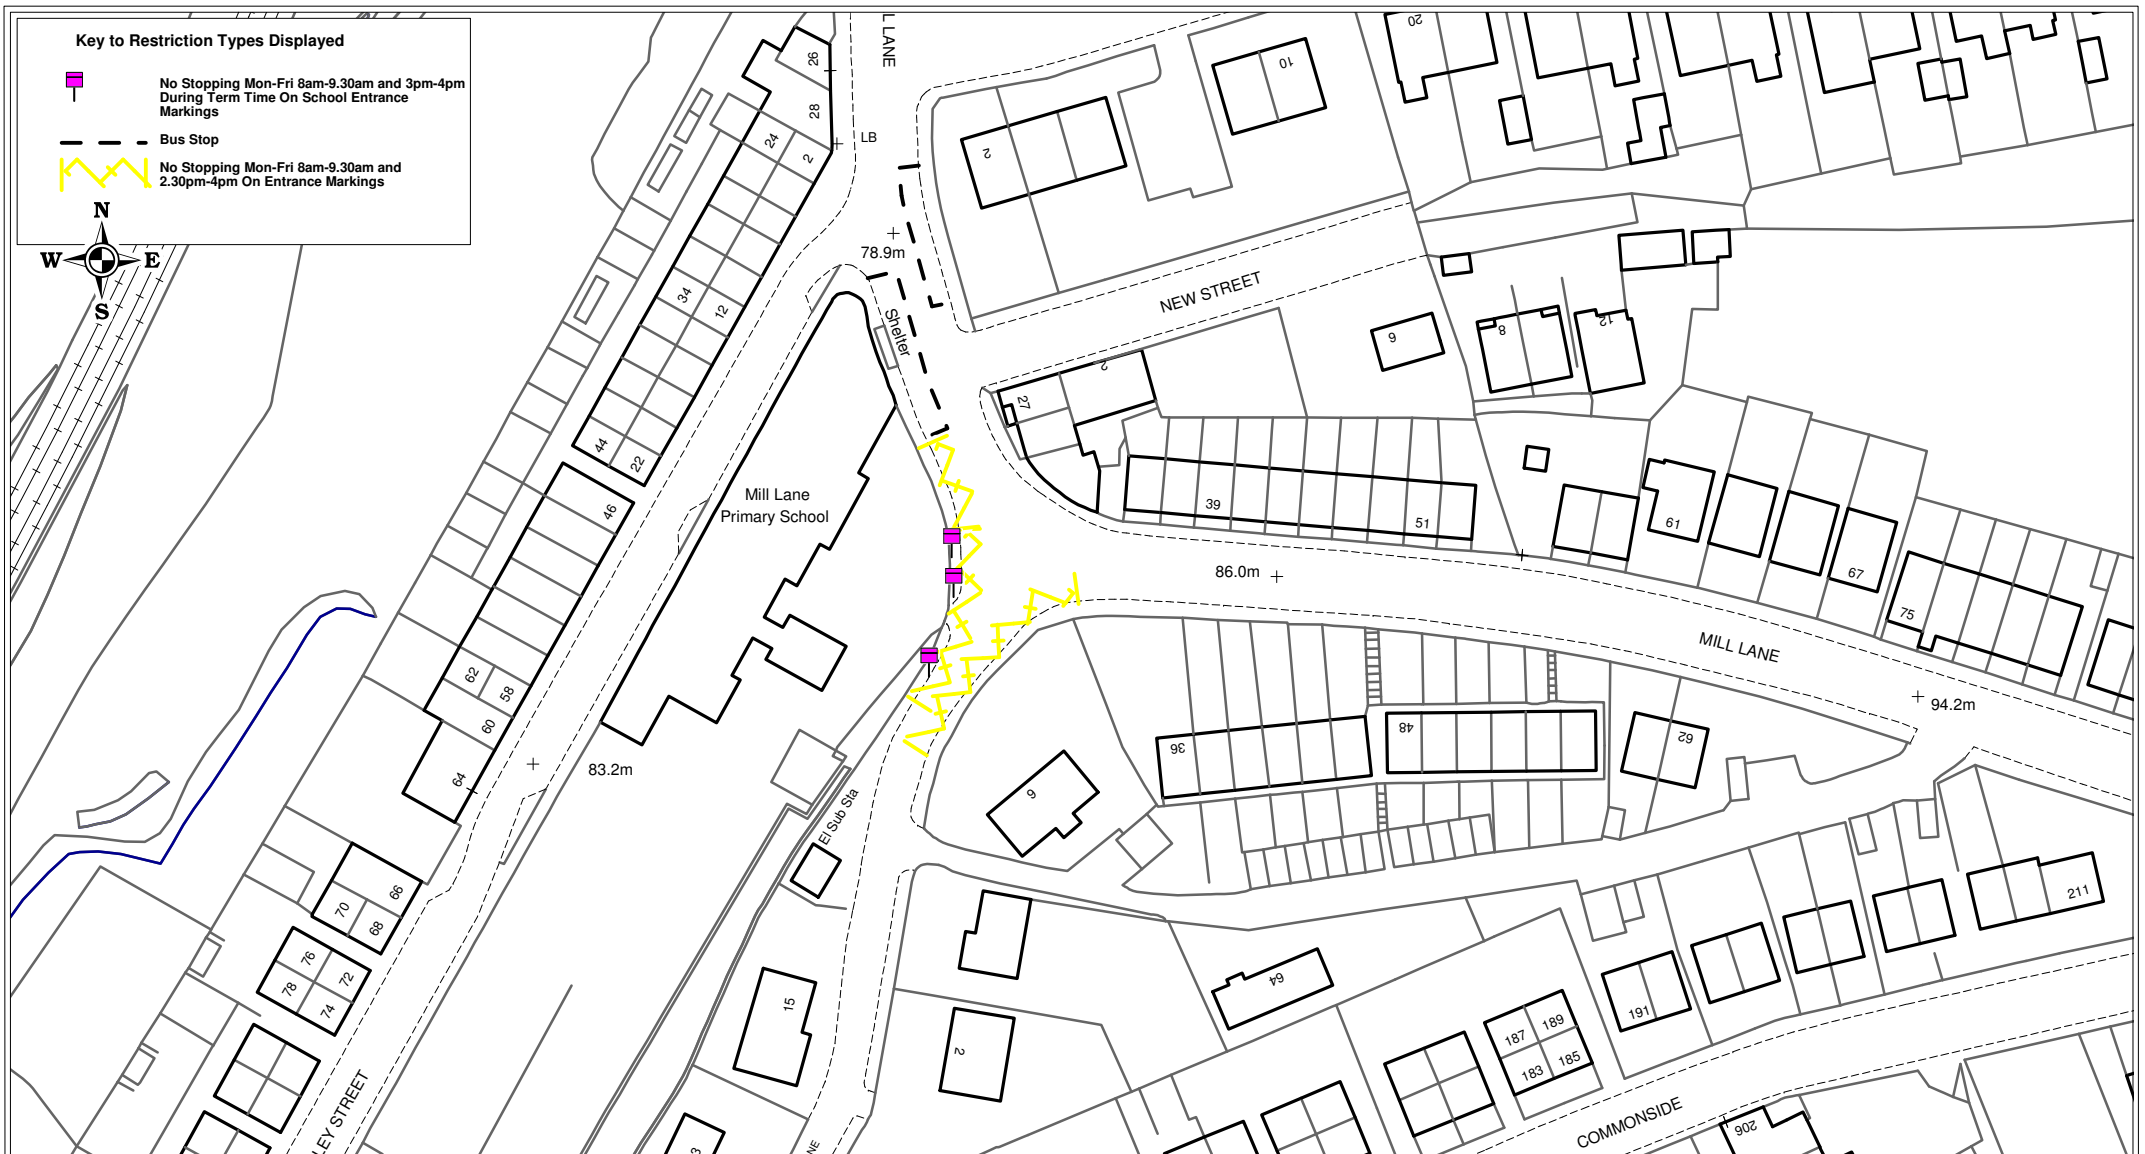 Key to Restriction Types Displayed
No Stopping Mon-Fri 8am-9.30am and 3pm-4pm
During Term Time On School Entrance
Markings
Bus Stop
No Stopping Mon-Fri 8am-9.30am and
2.30pm-4pm On Entrance Markings
N
W E
S
L LANE
26
28
LB
24
2
2
10
20
78.9m
34
12
Shelter
NEW STREET
2
27
6
8
12
44
22
46
Mill Lane
Primary School
39
51
61
67
75
86.0m
MILL LANE
94.2m
62
58
60
64
83.2m
36
48
62
9
El Sub Sta
66
70
68
76
72
78
74
15
2
64
211
191
187
189
183
185
LEY STREET
3
NE
COMMONSIDE
206